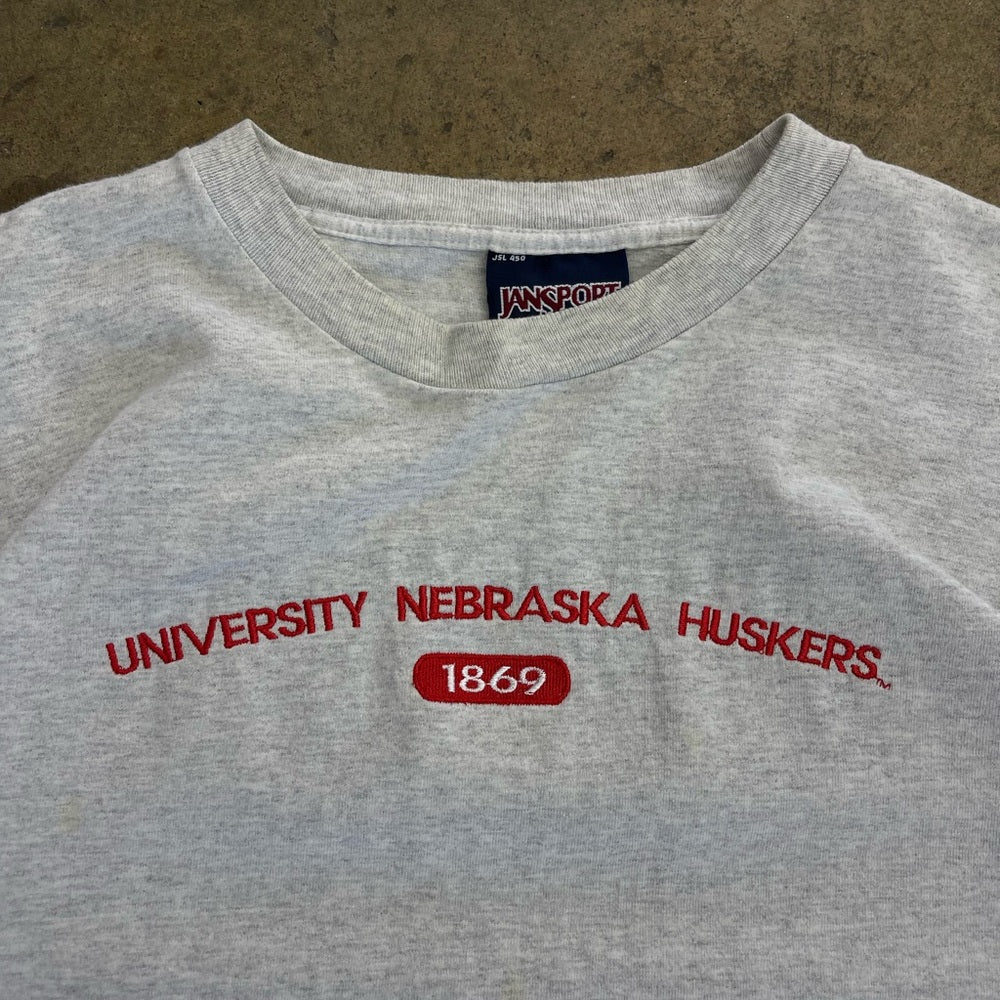 JSL 450
JANSPORT
UNIVERSITY NEBRASKA HUSKERS™
1869